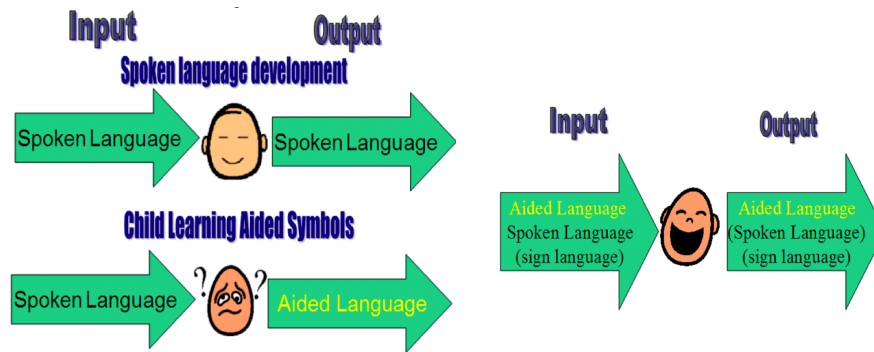 Input
Output
Spoken language development
Spoken Language
Spoken Language
Child Learning Aided Symbols
Spoken Language
? ?
Aided Language
Input
Output
Aided Language
Spoken Language
(sign language)
Aided Language
(Spoken Language)
(sign language)